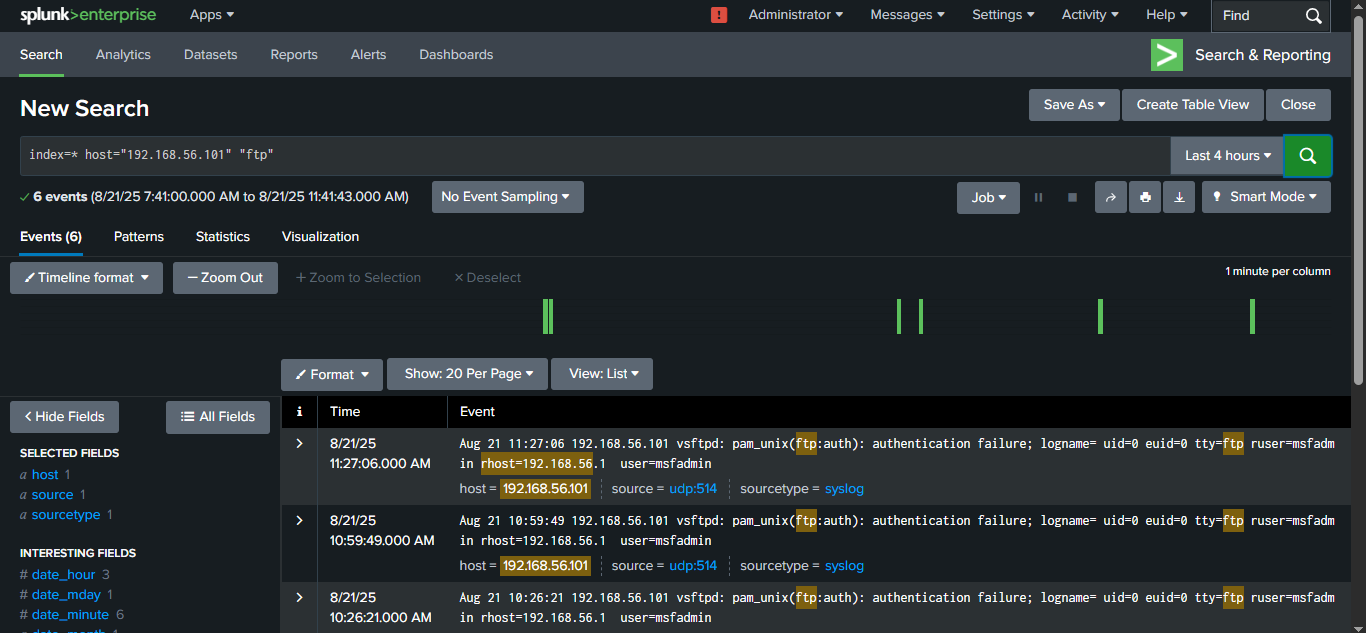 splunk>enterprise Apps ! Administrator Messages Settings Activity Help Find
Search Analytics Datasets Reports Alerts Dashboards > Search & Reporting
New Search Save As Create Table View Close
index=* host="192.168.56.101" "ftp" Last 4 hours
✓ 6 events (8/21/25 7:41:00.000 AM to 8/21/25 11:41:43.000 AM) No Event Sampling Job Smart Mode
Events (6) Patterns Statistics Visualization
Timeline format — Zoom Out + Zoom to Selection × Deselect 1 minute per column
Format Show: 20 Per Page View: List
< Hide Fields All Fields
i Time Event
SELECTED FIELDS
a host 1
a source 1
a sourcetype 1
INTERESTING FIELDS
# date_hour 3
# date_mday 1
# date_minute 6
a date_month 1
> 8/21/25 11:27:06.000 AM
Aug 21 11:27:06 192.168.56.101 vsftpd: pam_unix(ftp:auth): authentication failure; logname= uid=0 euid=0 tty=ftp ruser=msfadm
in rhost=192.168.56.1 user=msfadmin
host = 192.168.56.101 source = udp:514 sourcetype = syslog
> 8/21/25 10:59:49.000 AM
Aug 21 10:59:49 192.168.56.101 vsftpd: pam_unix(ftp:auth): authentication failure; logname= uid=0 euid=0 tty=ftp ruser=msfadm
in rhost=192.168.56.1 user=msfadmin
host = 192.168.56.101 source = udp:514 sourcetype = syslog
> 8/21/25 10:26:21.000 AM
Aug 21 10:26:21 192.168.56.101 vsftpd: pam_unix(ftp:auth): authentication failure; logname= uid=0 euid=0 tty=ftp ruser=msfadm
in rhost=192.168.56.1 user=msfadmin